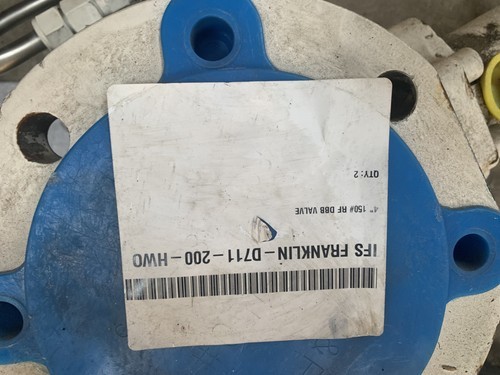 IFS FRANKLIN-D711-200-HWO
4" 150# RF DBB VALVE
QTY: 2